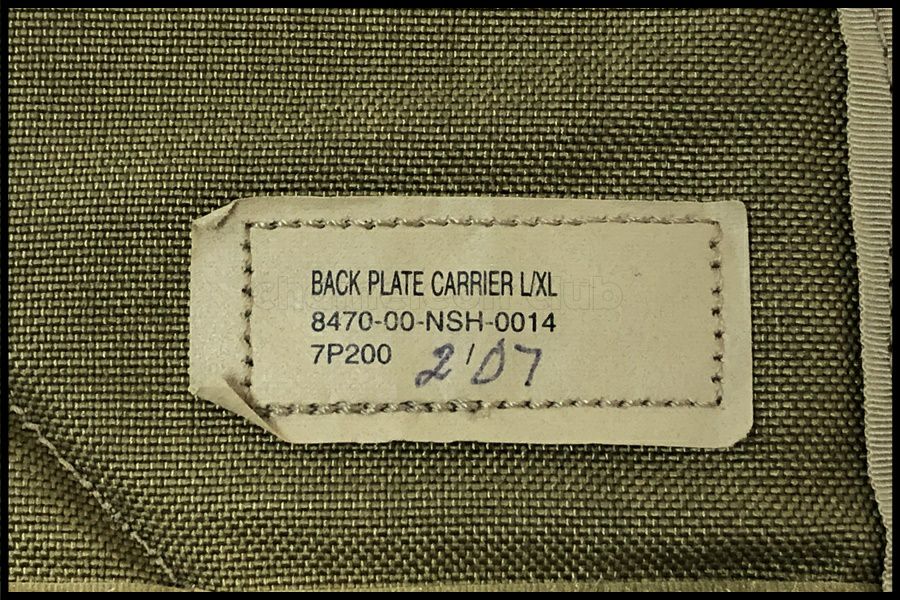 BACK PLATE CARRIER L/XL
8470-00-NSH-0014
7P200 2'07